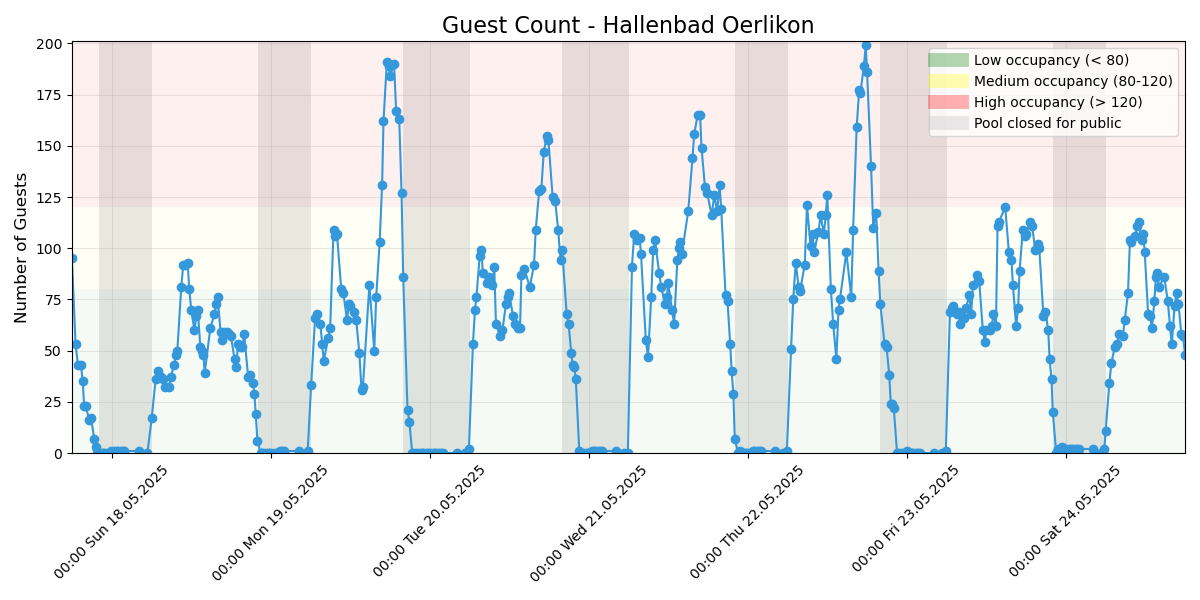 Guest Count - Hallenbad Oerlikon
Number of Guests
200
175
150
125
100
75
50
25
0
Low occupancy (< 80)
Medium occupancy (80-120)
High occupancy (> 120)
Pool closed for public
00:00 Sun 18.05.2025
00:00 Mon 19.05.2025
00:00 Tue 20.05.2025
00:00 Wed 21.05.2025
00:00 Thu 22.05.2025
00:00 Fri 23.05.2025
00:00 Sat 24.05.2025